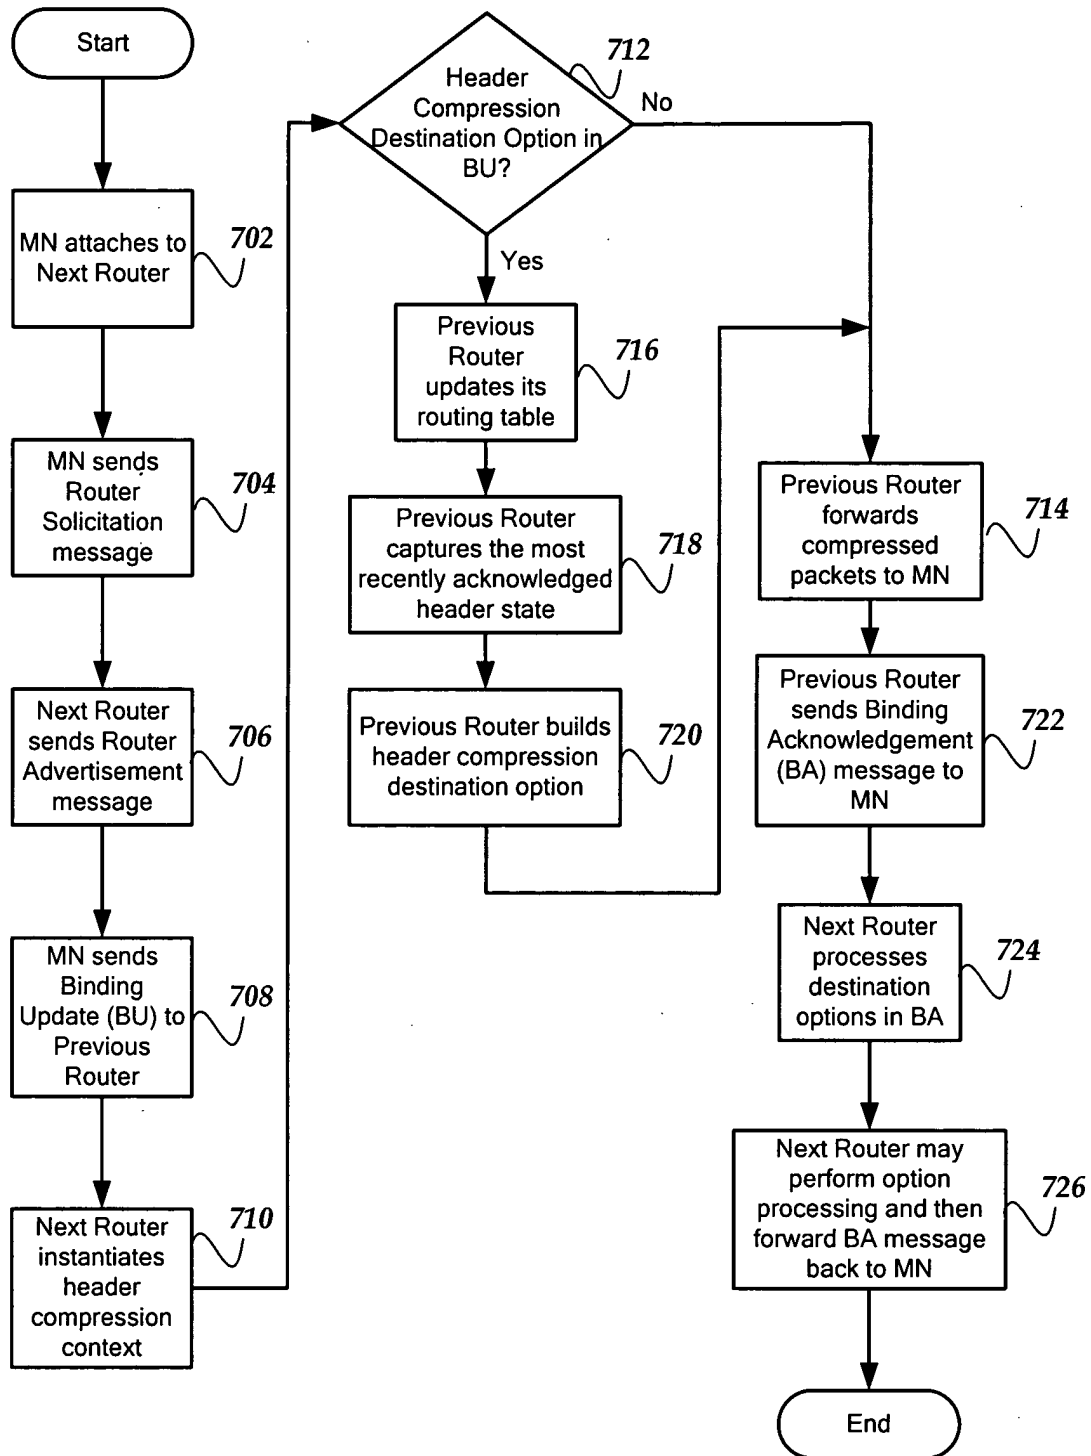 Start
MN attaches to
Next Router
702
MN sends
Router
Solicitation
message
704
Next Router
sends Router
Advertisement
message
706
MN sends
Binding
Update (BU) to
Previous
Router
708
Next Router
instantiates
header
compression
context
710
Header
Compression
Destination Option in
BU?
712
No
Yes
Previous
Router
updates its
routing table
716
Previous Router
captures the most
recently acknowledged
header state
718
Previous Router builds
header compression
destination option
720
Previous Router
forwards
compressed
packets to MN
714
Previous Router
sends Binding
Acknowledgement
(BA) message to
MN
722
Next Router
processes
destination
options in BA
724
Next Router may
perform option
processing and then
forward BA message
back to MN
726
End